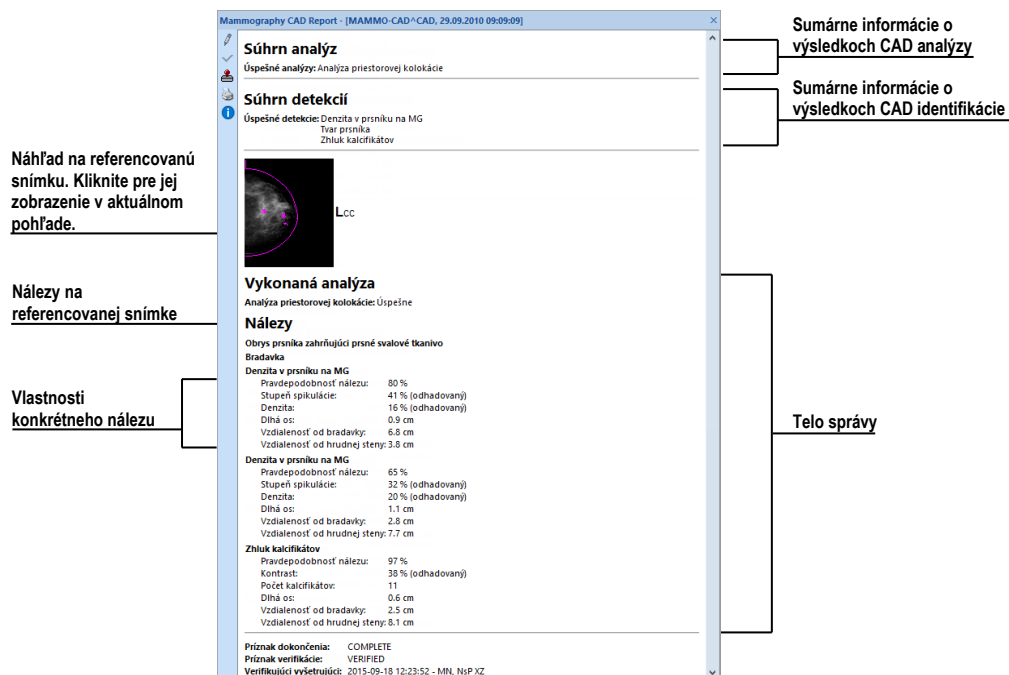 Mammography CAD Report - [MAMMO-CAD^CAD, 29.09.2010 09:09:09]
Súhrn analýz
Úspešné analýzy: Analýza priestorovej kolokácie
Súhrn detekcií
Úspešné detekcie: Denzita v prsníku na MG
Tvar prsníka
Zhluk kalcifikátov
Lcc
Vykonaná analýza
Analýza priestorovej kolokácie: Úspešne
Nálezy
Obrys prsníka zahrňujúci prsné svalové tkanivo
Bradavka
Denzita v prsníku na MG
Pravdepodobnosť nálezu: 80 %
Stupeň spikulácie: 41 % (odhadovaný)
Denzita: 16 % (odhadovaný)
Dlhá os: 0.9 cm
Vzdialenosť od bradavky: 6.8 cm
Vzdialenosť od hrudnej steny: 3.8 cm
Denzita v prsníku na MG
Pravdepodobnosť nálezu: 65 %
Stupeň spikulácie: 32 % (odhadovaný)
Denzita: 20 % (odhadovaný)
Dlhá os: 1.1 cm
Vzdialenosť od bradavky: 2.8 cm
Vzdialenosť od hrudnej steny: 7.7 cm
Zhluk kalcifikátov
Pravdepodobnosť nálezu: 97 %
Kontrast: 38 % (odhadovaný)
Počet kalcifikátov: 11
Dlhá os: 0.6 cm
Vzdialenosť od bradavky: 2.5 cm
Vzdialenosť od hrudnej steny: 8.1 cm
Príznak dokončenia: COMPLETE
Príznak verifikácie: VERIFIED
Verifikujúci vyšetrujúci: 2015-09-18 12:23:52 - MN, NsP XZ
Náhľad na referencovanú
snímku. Kliknite pre jej
zobrazenie v aktuálnom
pohľade.
Nálezy na
referencovanej snímke
Vlastnosti
konkrétneho nálezu
Sumárne informácie o
výsledkoch CAD analýzy
Sumárne informácie o
výsledkoch CAD identifikácie
Telo správy